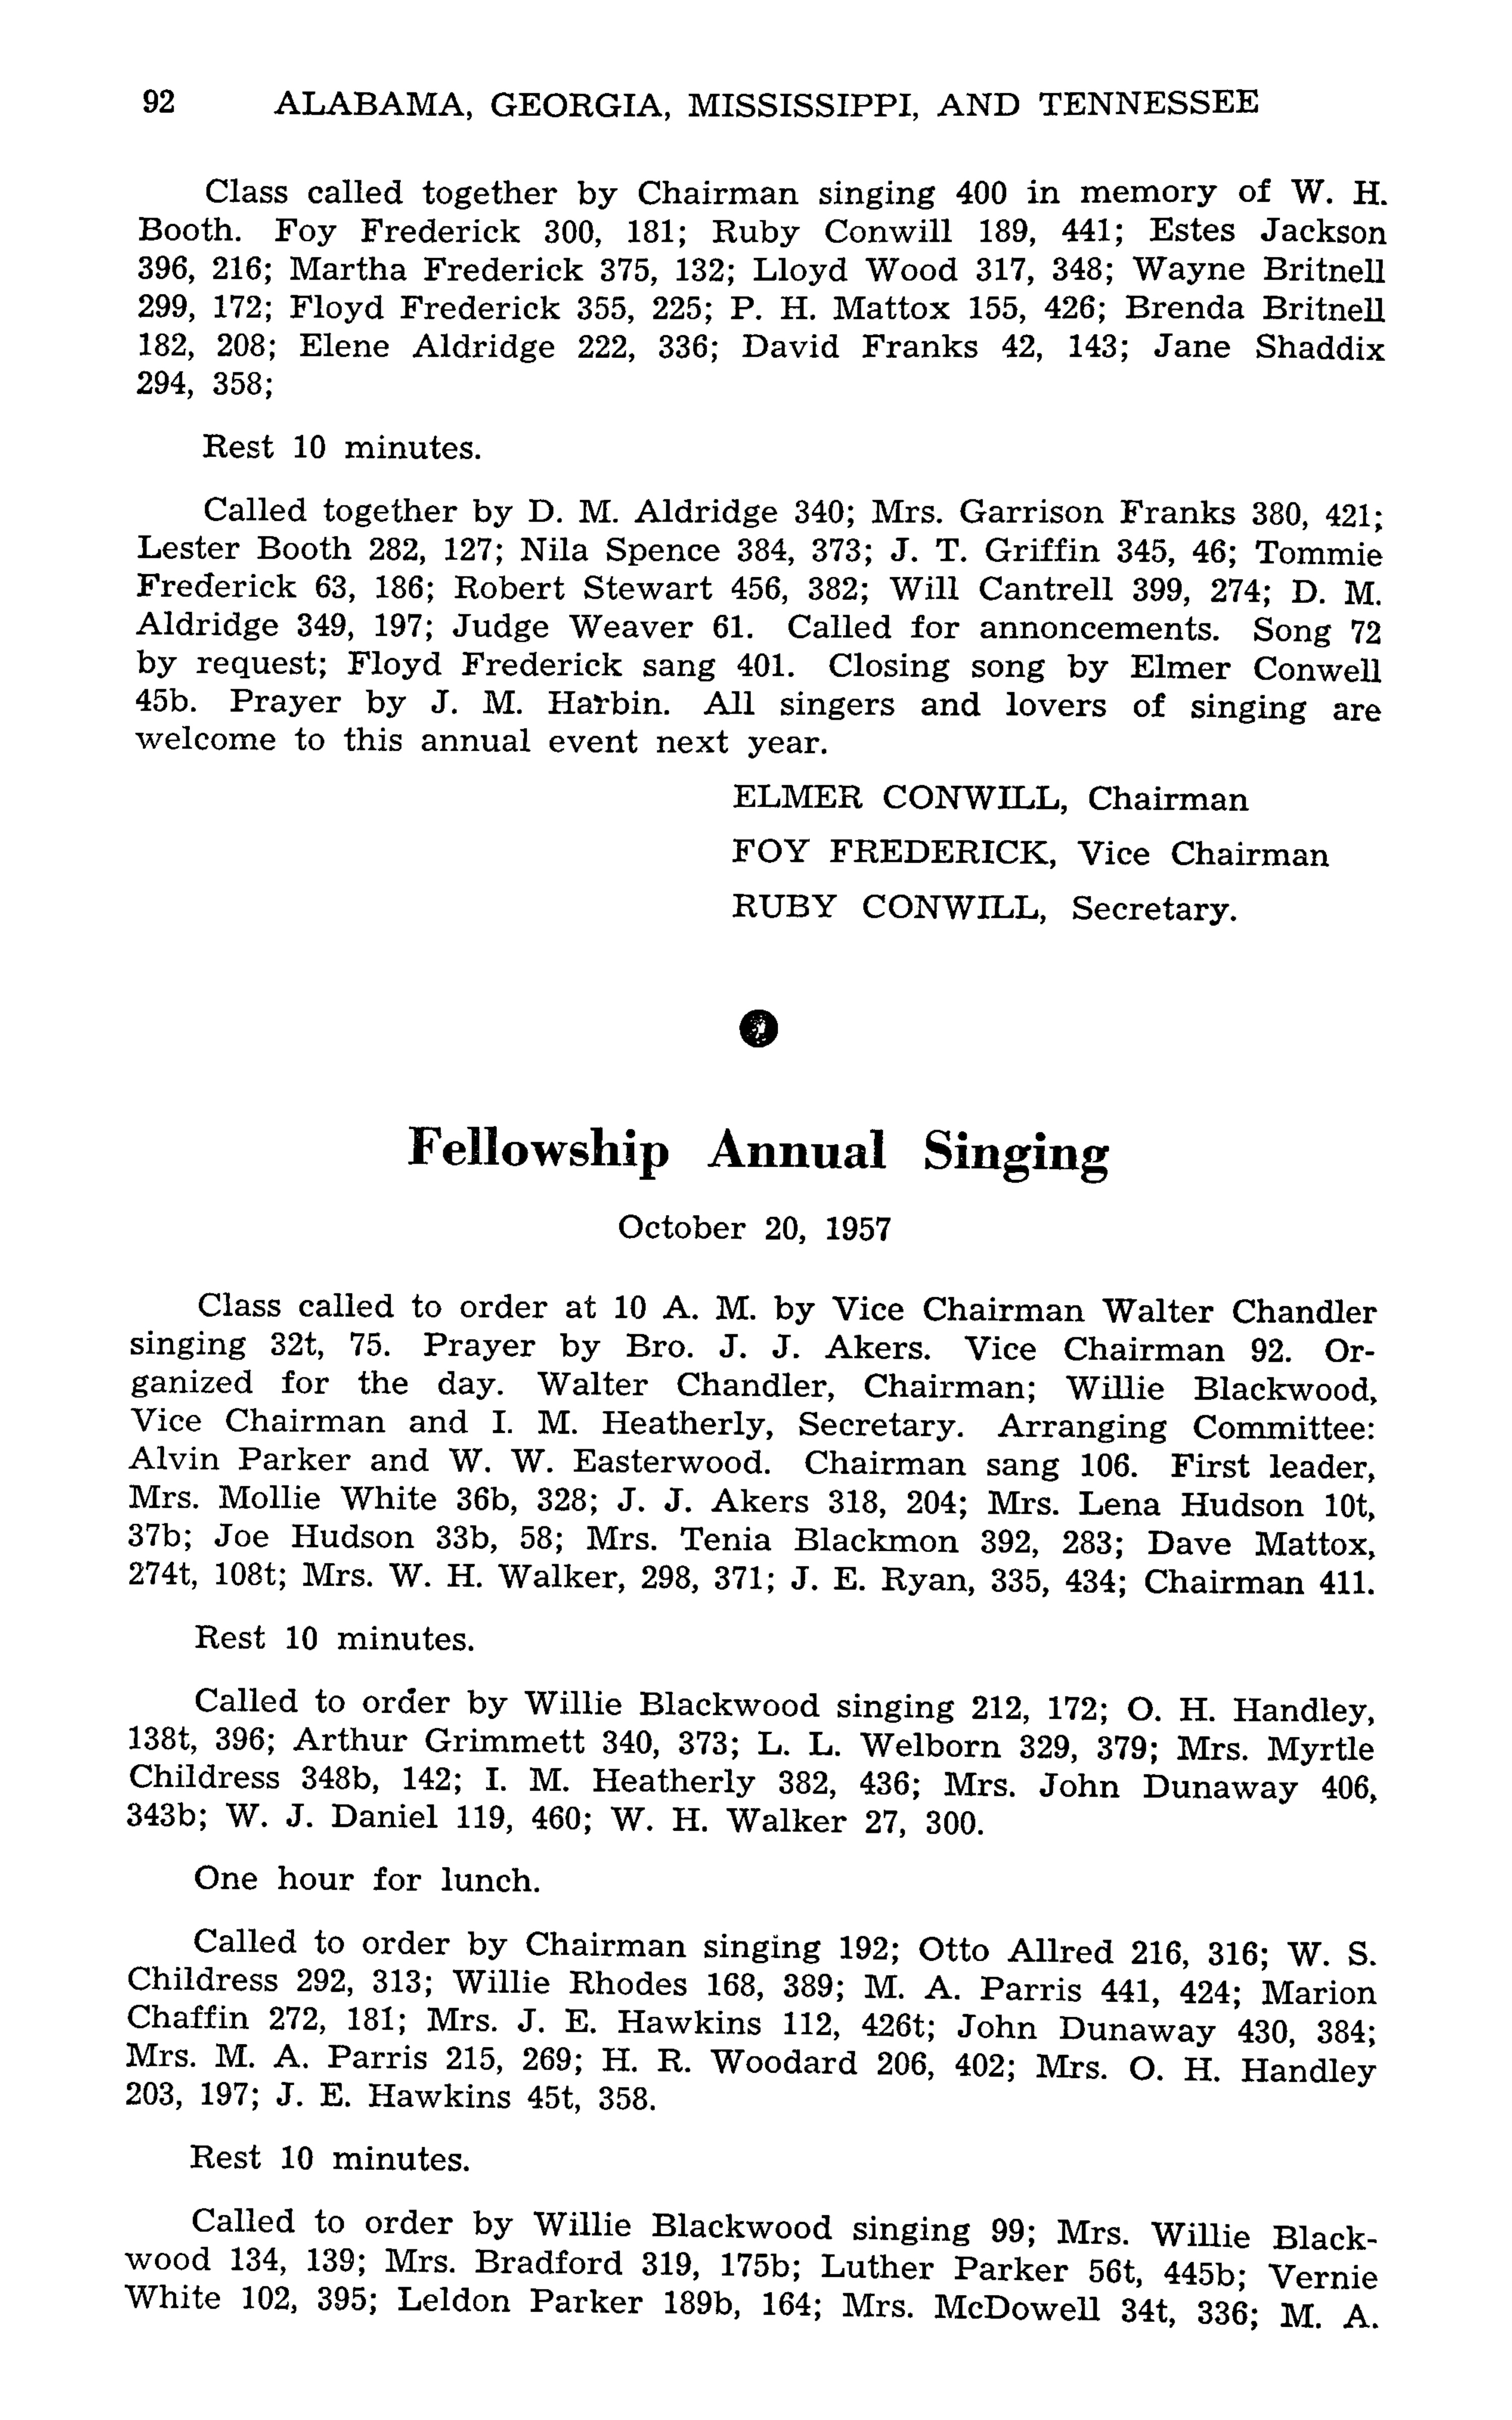 92 ALABAMA, GEORGIA, MISSISSIPPI, AND TENNESSEE
Class called together by Chairman singing 400 in memory of W. H.
Booth. Foy Frederick 300, 181; Ruby Conwill 189, 441; Estes Jackson
396, 216; Martha Frederick 375, 132; Lloyd Wood 317, 348; Wayne Britnell
299, 172; Floyd Frederick 355, 225; P. H. Mattox 155, 426; Brenda Britnell
182, 208; Elene Aldridge 222, 336; David Franks 42, 143; Jane Shaddix
294, 358;
Rest 10 minutes.
Called together by D. M. Aldridge 340; Mrs. Garrison Franks 380, 421;
Lester Booth 282, 127; Nila Spence 384, 373; J. T. Griffin 345, 46; Tommie
Frederick 63, 186; Robert Stewart 456, 382; Will Cantrell 399, 274; D. M.
Aldridge 349, 197; Judge Weaver 61. Called for annoncements. Song 72
by request; Floyd Frederick sang 401. Closing song by Elmer Conwell
45b. Prayer by J. M. Harbin. All singers and lovers of singing are
welcome to this annual event next year.
ELMER CONWILL, Chairman
FOY FREDERICK, Vice Chairman
RUBY CONWILL, Secretary.
Fellowship Annual Singing
October 20, 1957
Class called to order at 10 A. M. by Vice Chairman Walter Chandler
singing 32t, 75. Prayer by Bro. J. J. Akers. Vice Chairman 92. Or-
ganized for the day. Walter Chandler, Chairman; Willie Blackwood,
Vice Chairman and I. M. Heatherly, Secretary. Arranging Committee:
Alvin Parker and W. W. Easterwood. Chairman sang 106. First leader,
Mrs. Mollie White 36b, 328; J. J. Akers 318, 204; Mrs. Lena Hudson 10t,
37b; Joe Hudson 33b, 58; Mrs. Tenia Blackmon 392, 283; Dave Mattox,
274t, 108t; Mrs. W. H. Walker, 298, 371; J. E. Ryan, 335, 434; Chairman 411.
Rest 10 minutes.
Called to order by Willie Blackwood singing 212, 172; O. H. Handley,
138t, 396; Arthur Grimmett 340, 373; L. L. Welborn 329, 379; Mrs. Myrtle
Childress 348b, 142; I. M. Heatherly 382, 436; Mrs. John Dunaway 406,
343b; W. J. Daniel 119, 460; W. H. Walker 27, 300.
One hour for lunch.
Called to order by Chairman singing 192; Otto Allred 216, 316; W. S.
Childress 292, 313; Willie Rhodes 168, 389; M. A. Parris 441, 424; Marion
Chaffin 272, 181; Mrs. J. E. Hawkins 112, 426t; John Dunaway 430, 384;
Mrs. M. A. Parris 215, 269; H. R. Woodard 206, 402; Mrs. O. H. Handley
203, 197; J. E. Hawkins 45t, 358.
Rest 10 minutes.
Called to order by Willie Blackwood singing 99; Mrs. Willie Black-
wood 134, 139; Mrs. Bradford 319, 175b; Luther Parker 56t, 445b; Vernie
White 102, 395; Leldon Parker 189b, 164; Mrs. McDowell 34t, 336; M. A.